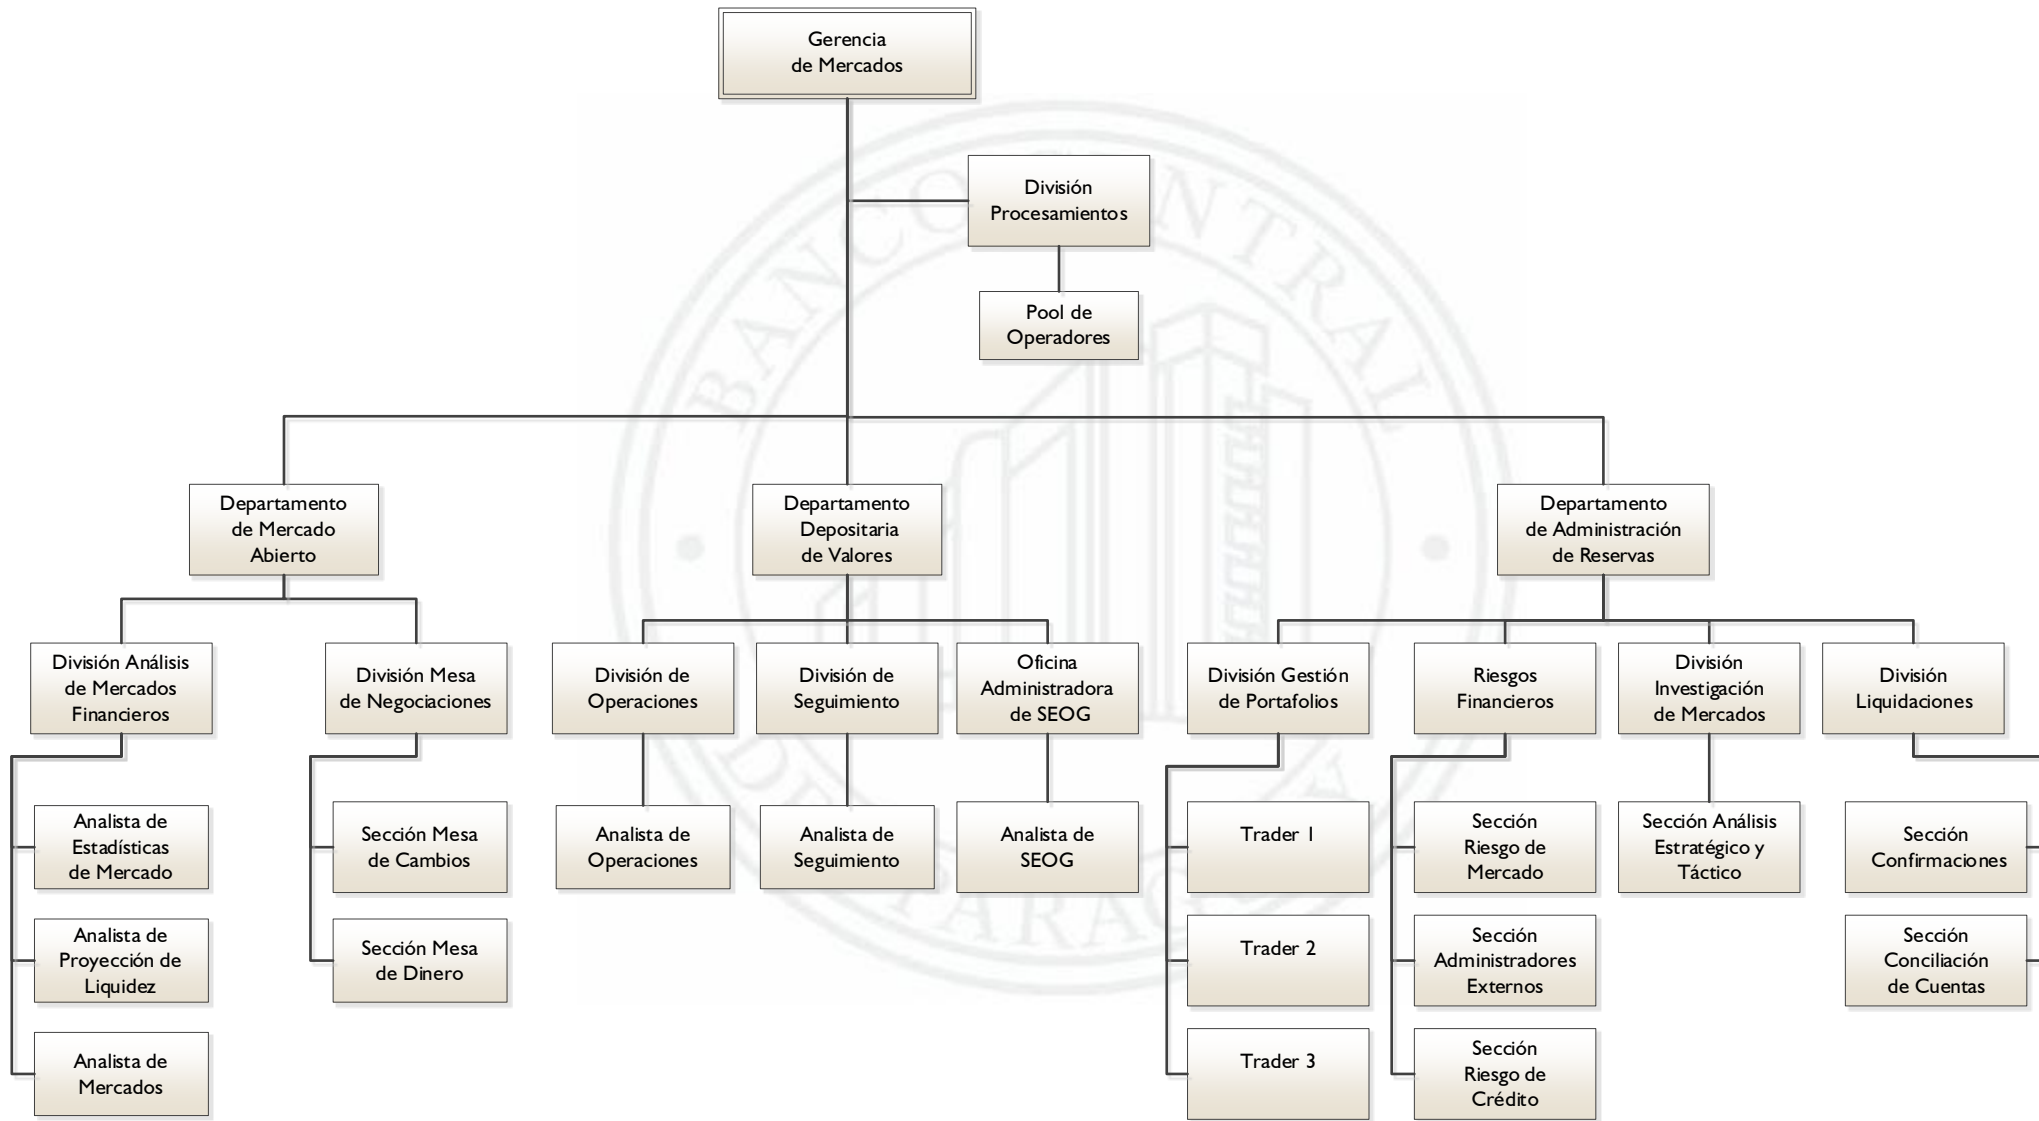 Gerencia
de Mercados
División
Procesamientos
Pool de
Operadores
Departamento
de Mercado
Abierto
Departamento
Depositaria
de Valores
Departamento
de Administración
de Reservas
División Análisis
de Mercados
Financieros
División Mesa
de Negociaciones
División de
Operaciones
División de
Seguimiento
Oficina
Administradora
de SEOG
División Gestión
de Portafolios
Riesgos
Financieros
División
Investigación
de Mercados
División
Liquidaciones
Analista de
Estadísticas
de Mercado
Sección Mesa
de Cambios
Analista de
Operaciones
Analista de
Seguimiento
Analista de
SEOG
Trader 1
Sección
Riesgo de
Mercado
Sección Análisis
Estratégico y
Táctico
Sección
Confirmaciones
Analista de
Proyección de
Liquidez
Sección Mesa
de Dinero
Trader 2
Sección
Administradores
Externos
Sección
Conciliación
de Cuentas
Analista de
Mercados
Trader 3
Sección
Riesgo de
Crédito
BANCO CENTRAL
DEL PARAGUAY